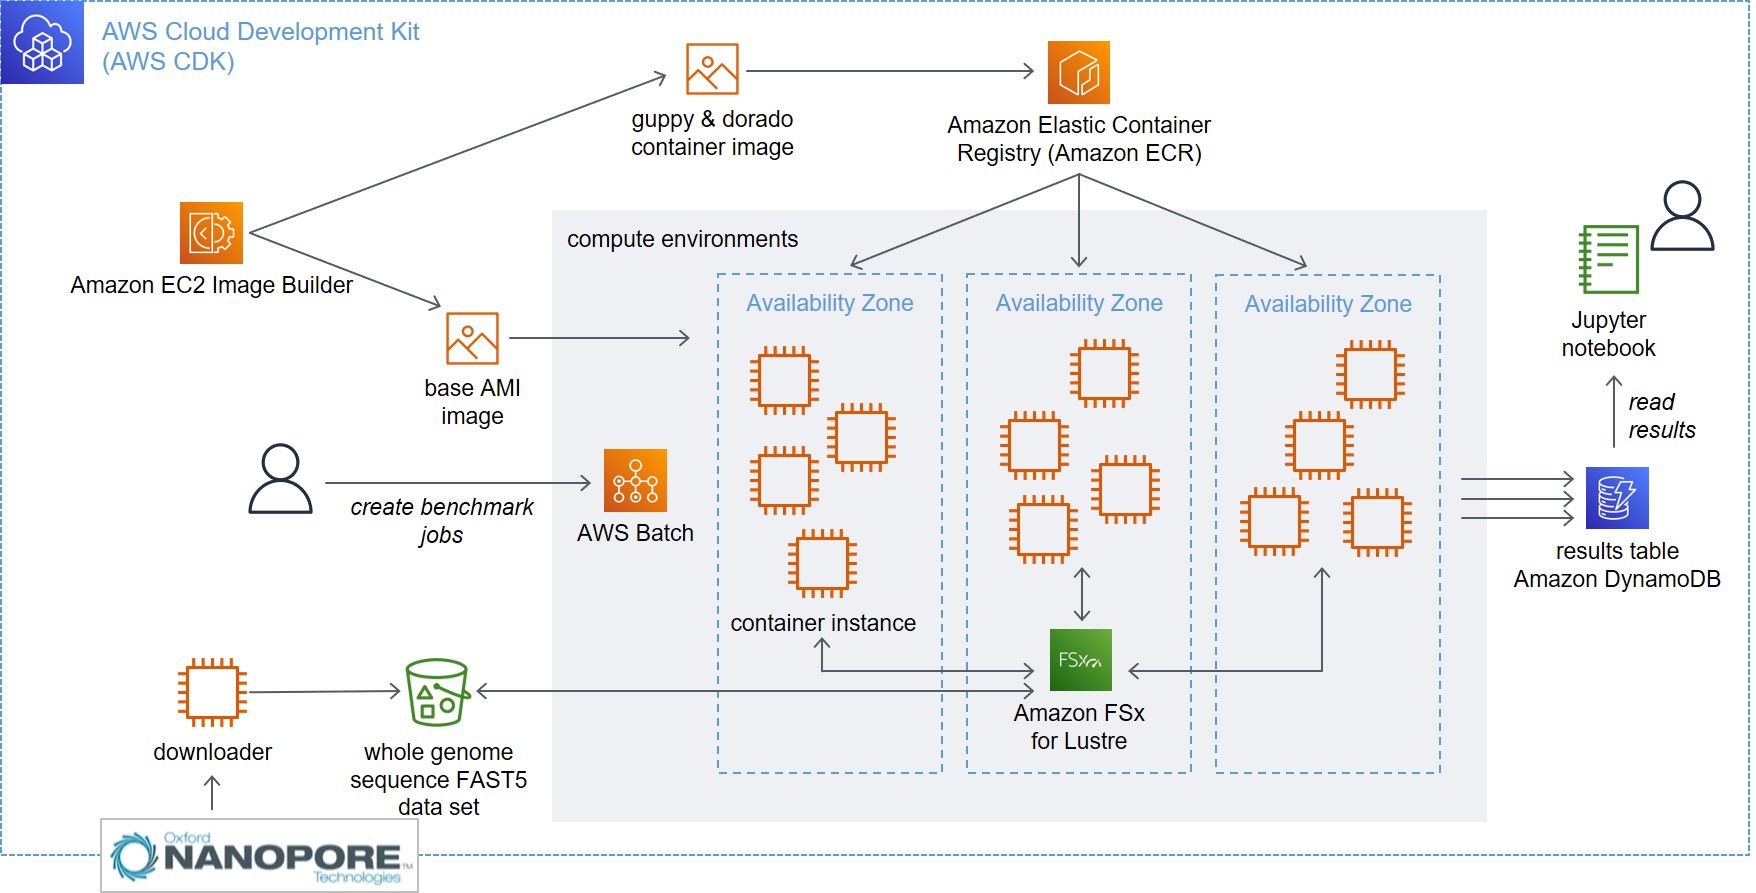 AWS Cloud Development Kit
(AWS CDK)
guppy & dorado
container image
Amazon Elastic Container
Registry (Amazon ECR)
Amazon EC2 Image Builder
compute environments
Availability Zone
Availability Zone
Availability Zone
base AMI
image
Jupyter
notebook
read
results
create benchmark
jobs
AWS Batch
results table
Amazon DynamoDB
container instance
FSx
Amazon FSx
for Lustre
downloader
whole genome
sequence FAST5
data set
Oxford
NANOPORE™
Technologies